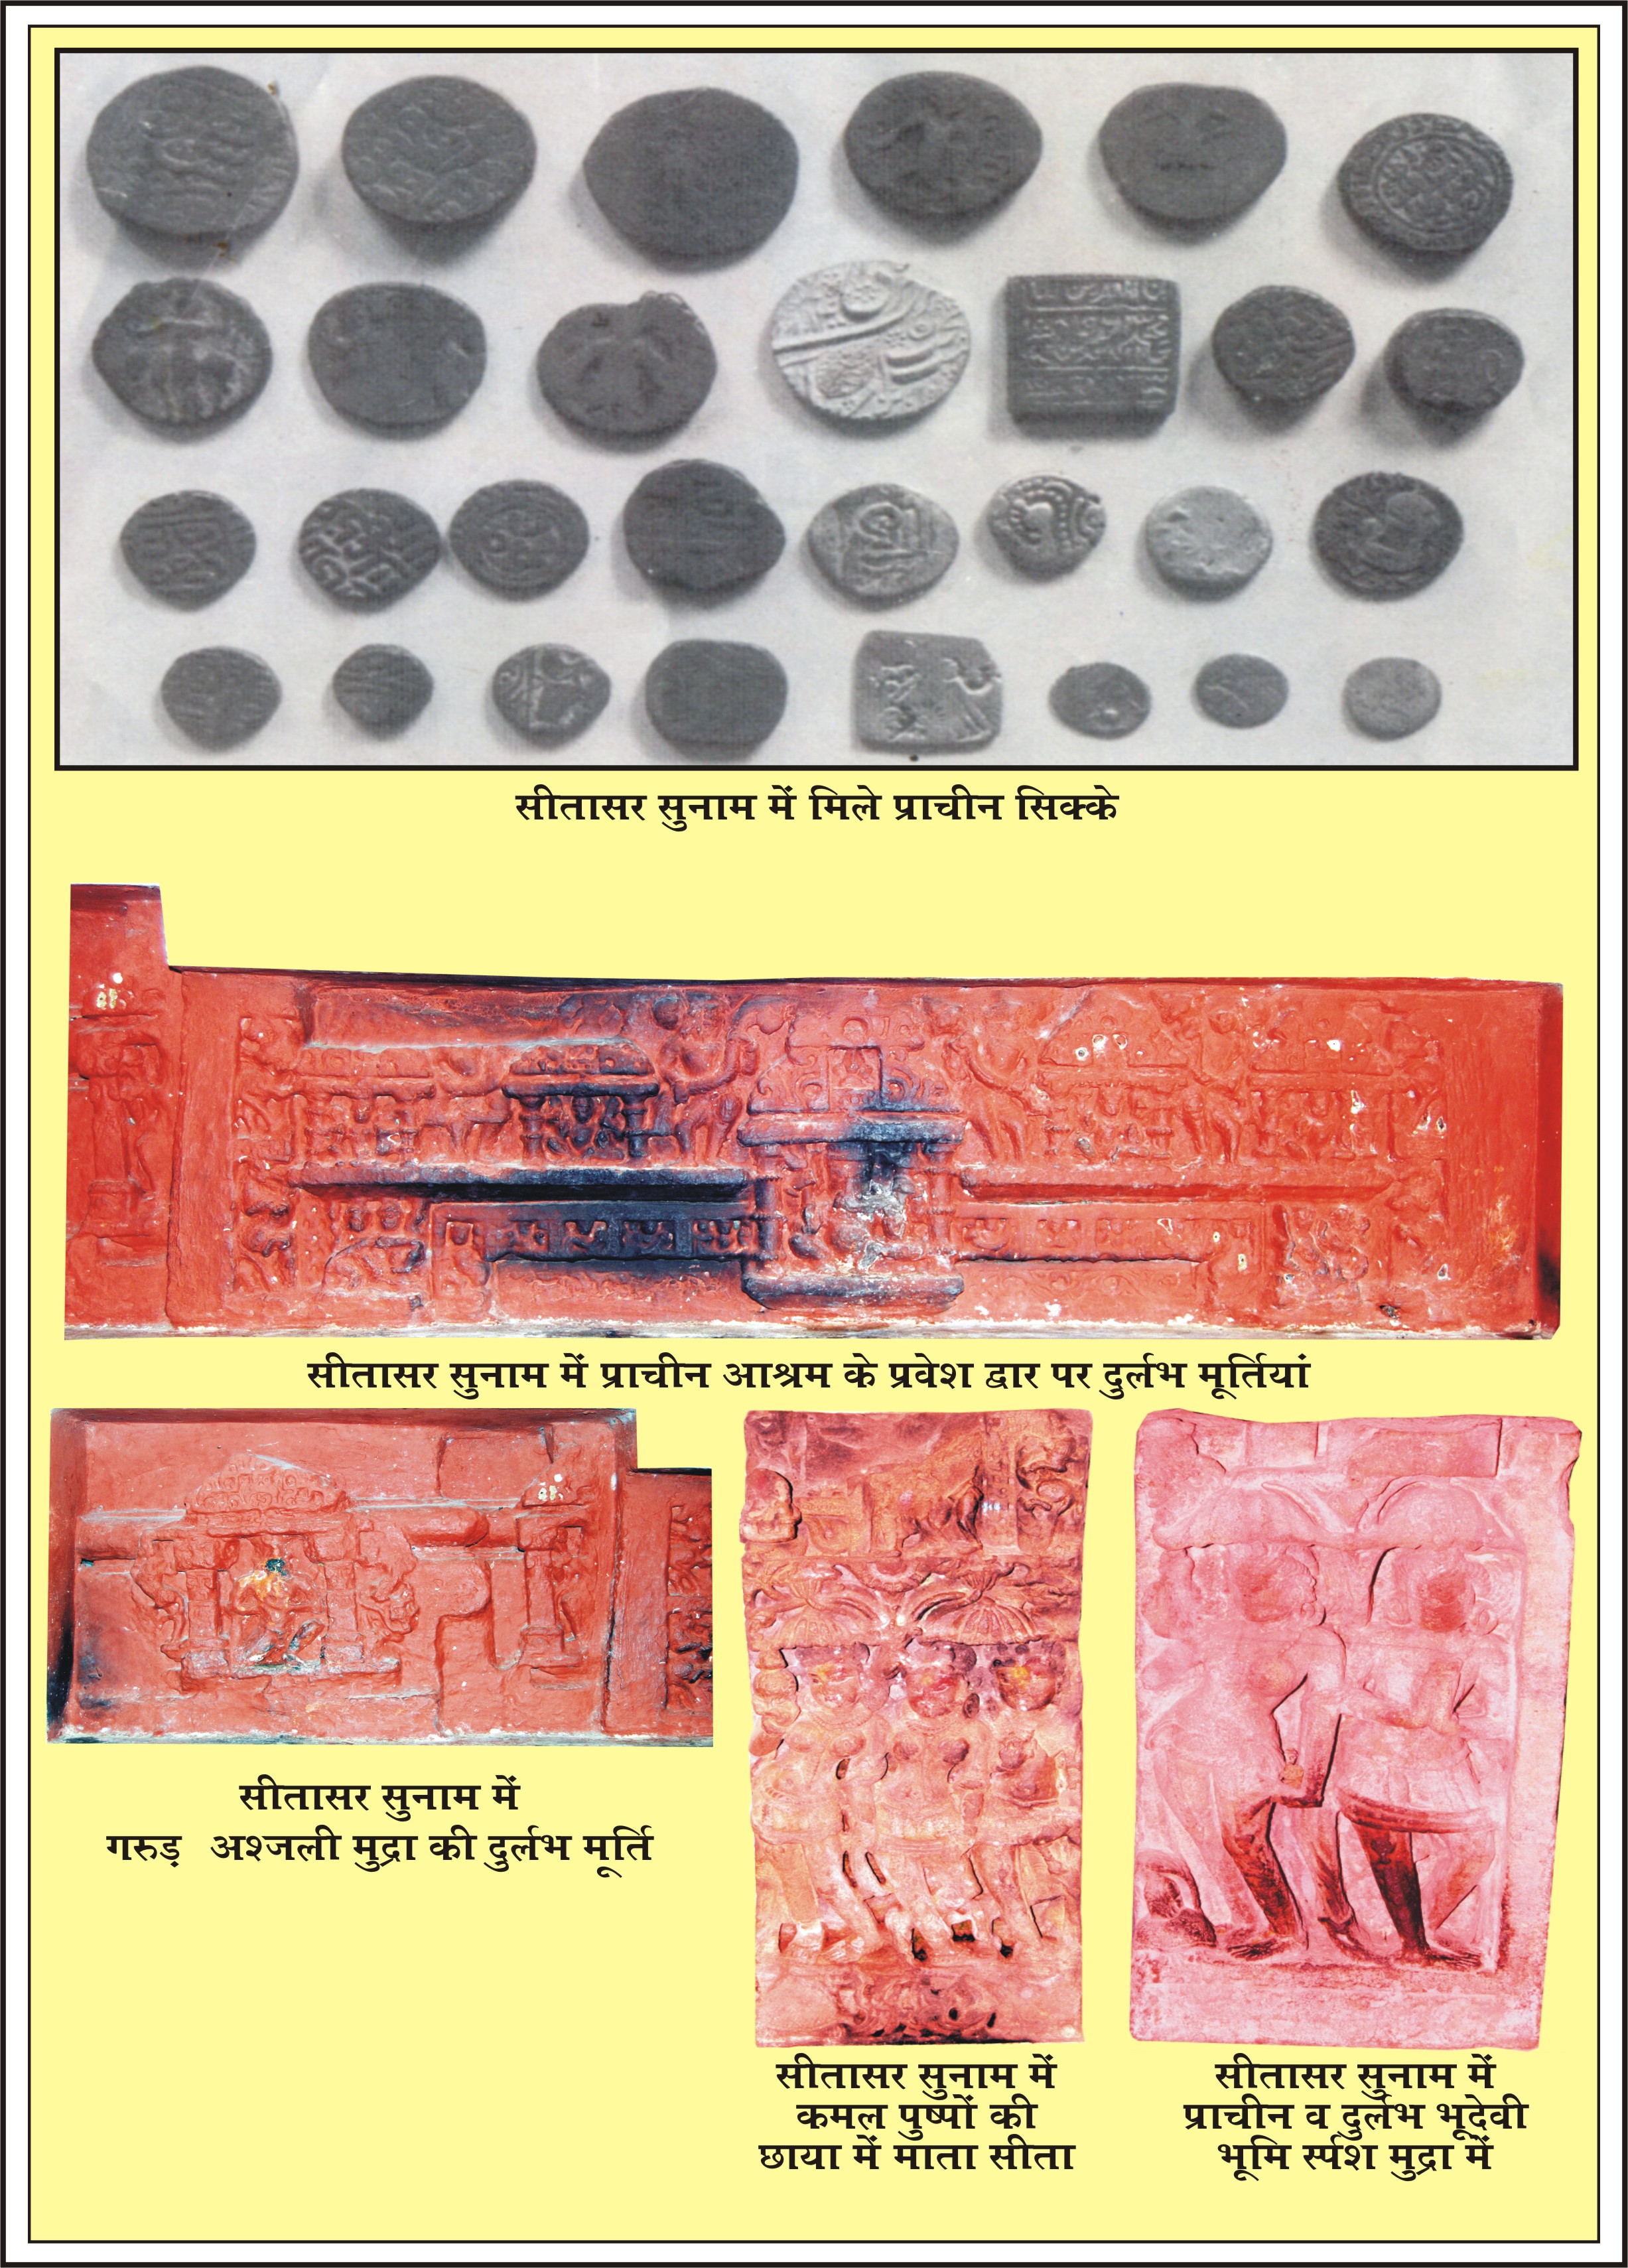 सीतासर सुनाम में मिले प्राचीन सिक्के
सीतासर सुनाम में प्राचीन आश्रम के प्रवेश द्वार पर दुर्लभ मूर्तियां
सीतासर सुनाम में
गरुड़ अश्जली मुद्रा की दुर्लभ मूर्ति
सीतासर सुनाम में
कमल पुष्पों की
छाया में माता सीता
सीतासर सुनाम में
प्राचीन व दुर्लभ भूदेवी
भूमि र्स्पश मुद्रा में